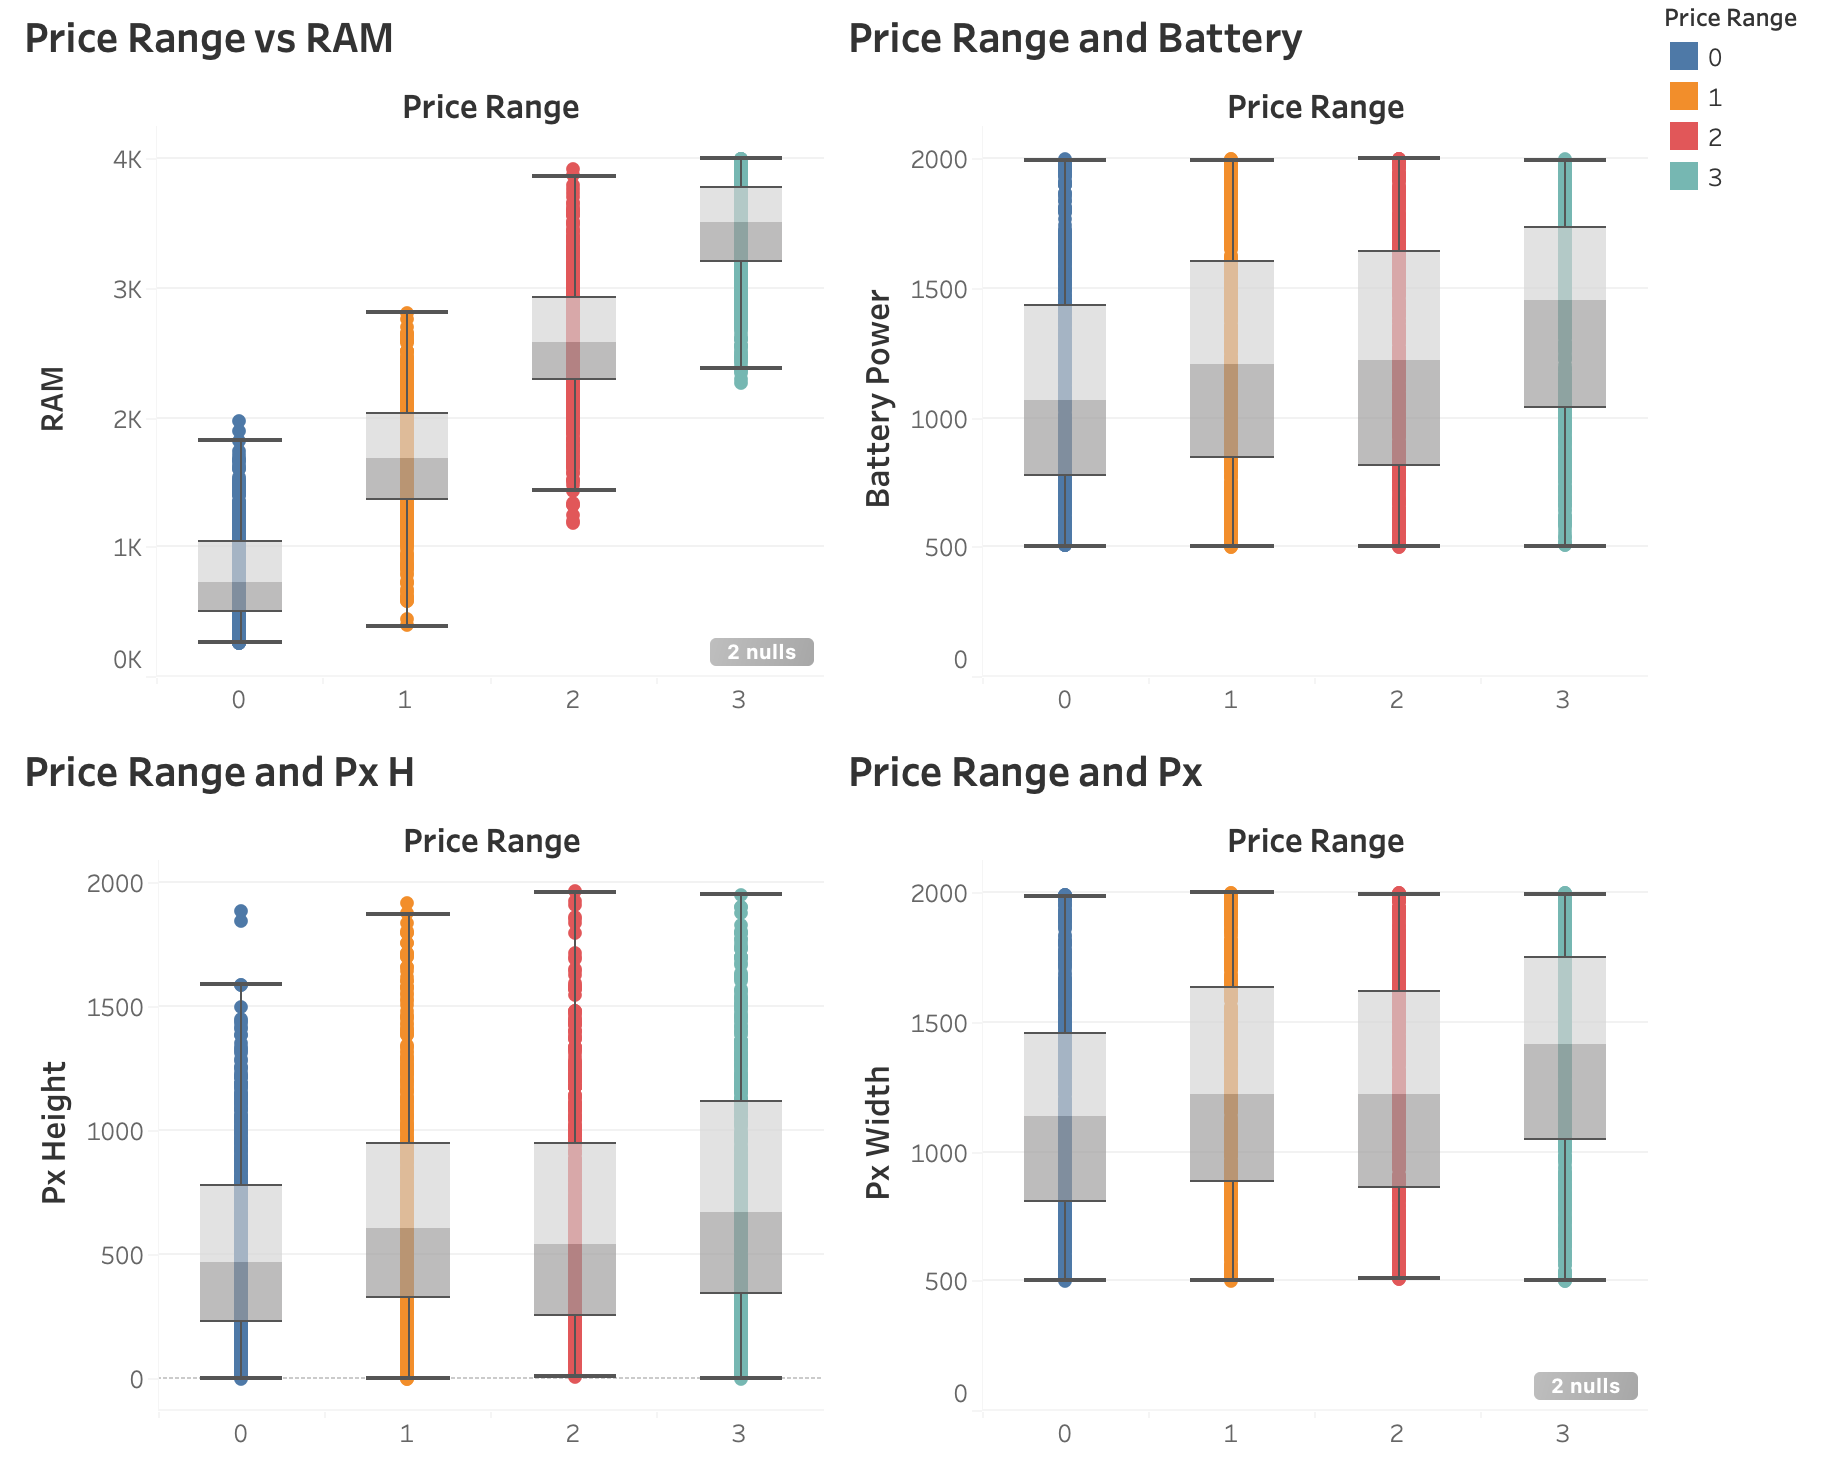 Price Range vs RAM
Price Range
RAM
4K
3K
2K
1K
0K
2 nulls
0 1 2 3
Price Range and Battery
Price Range
Battery Power
2000
1500
1000
500
0
0 1 2 3
Price Range
0
1
2
3
Price Range and Px H
Price Range
Px Height
2000
1500
1000
500
0
0 1 2 3
Price Range and Px
Price Range
Px Width
2000
1500
1000
500
0
2 nulls
0 1 2 3